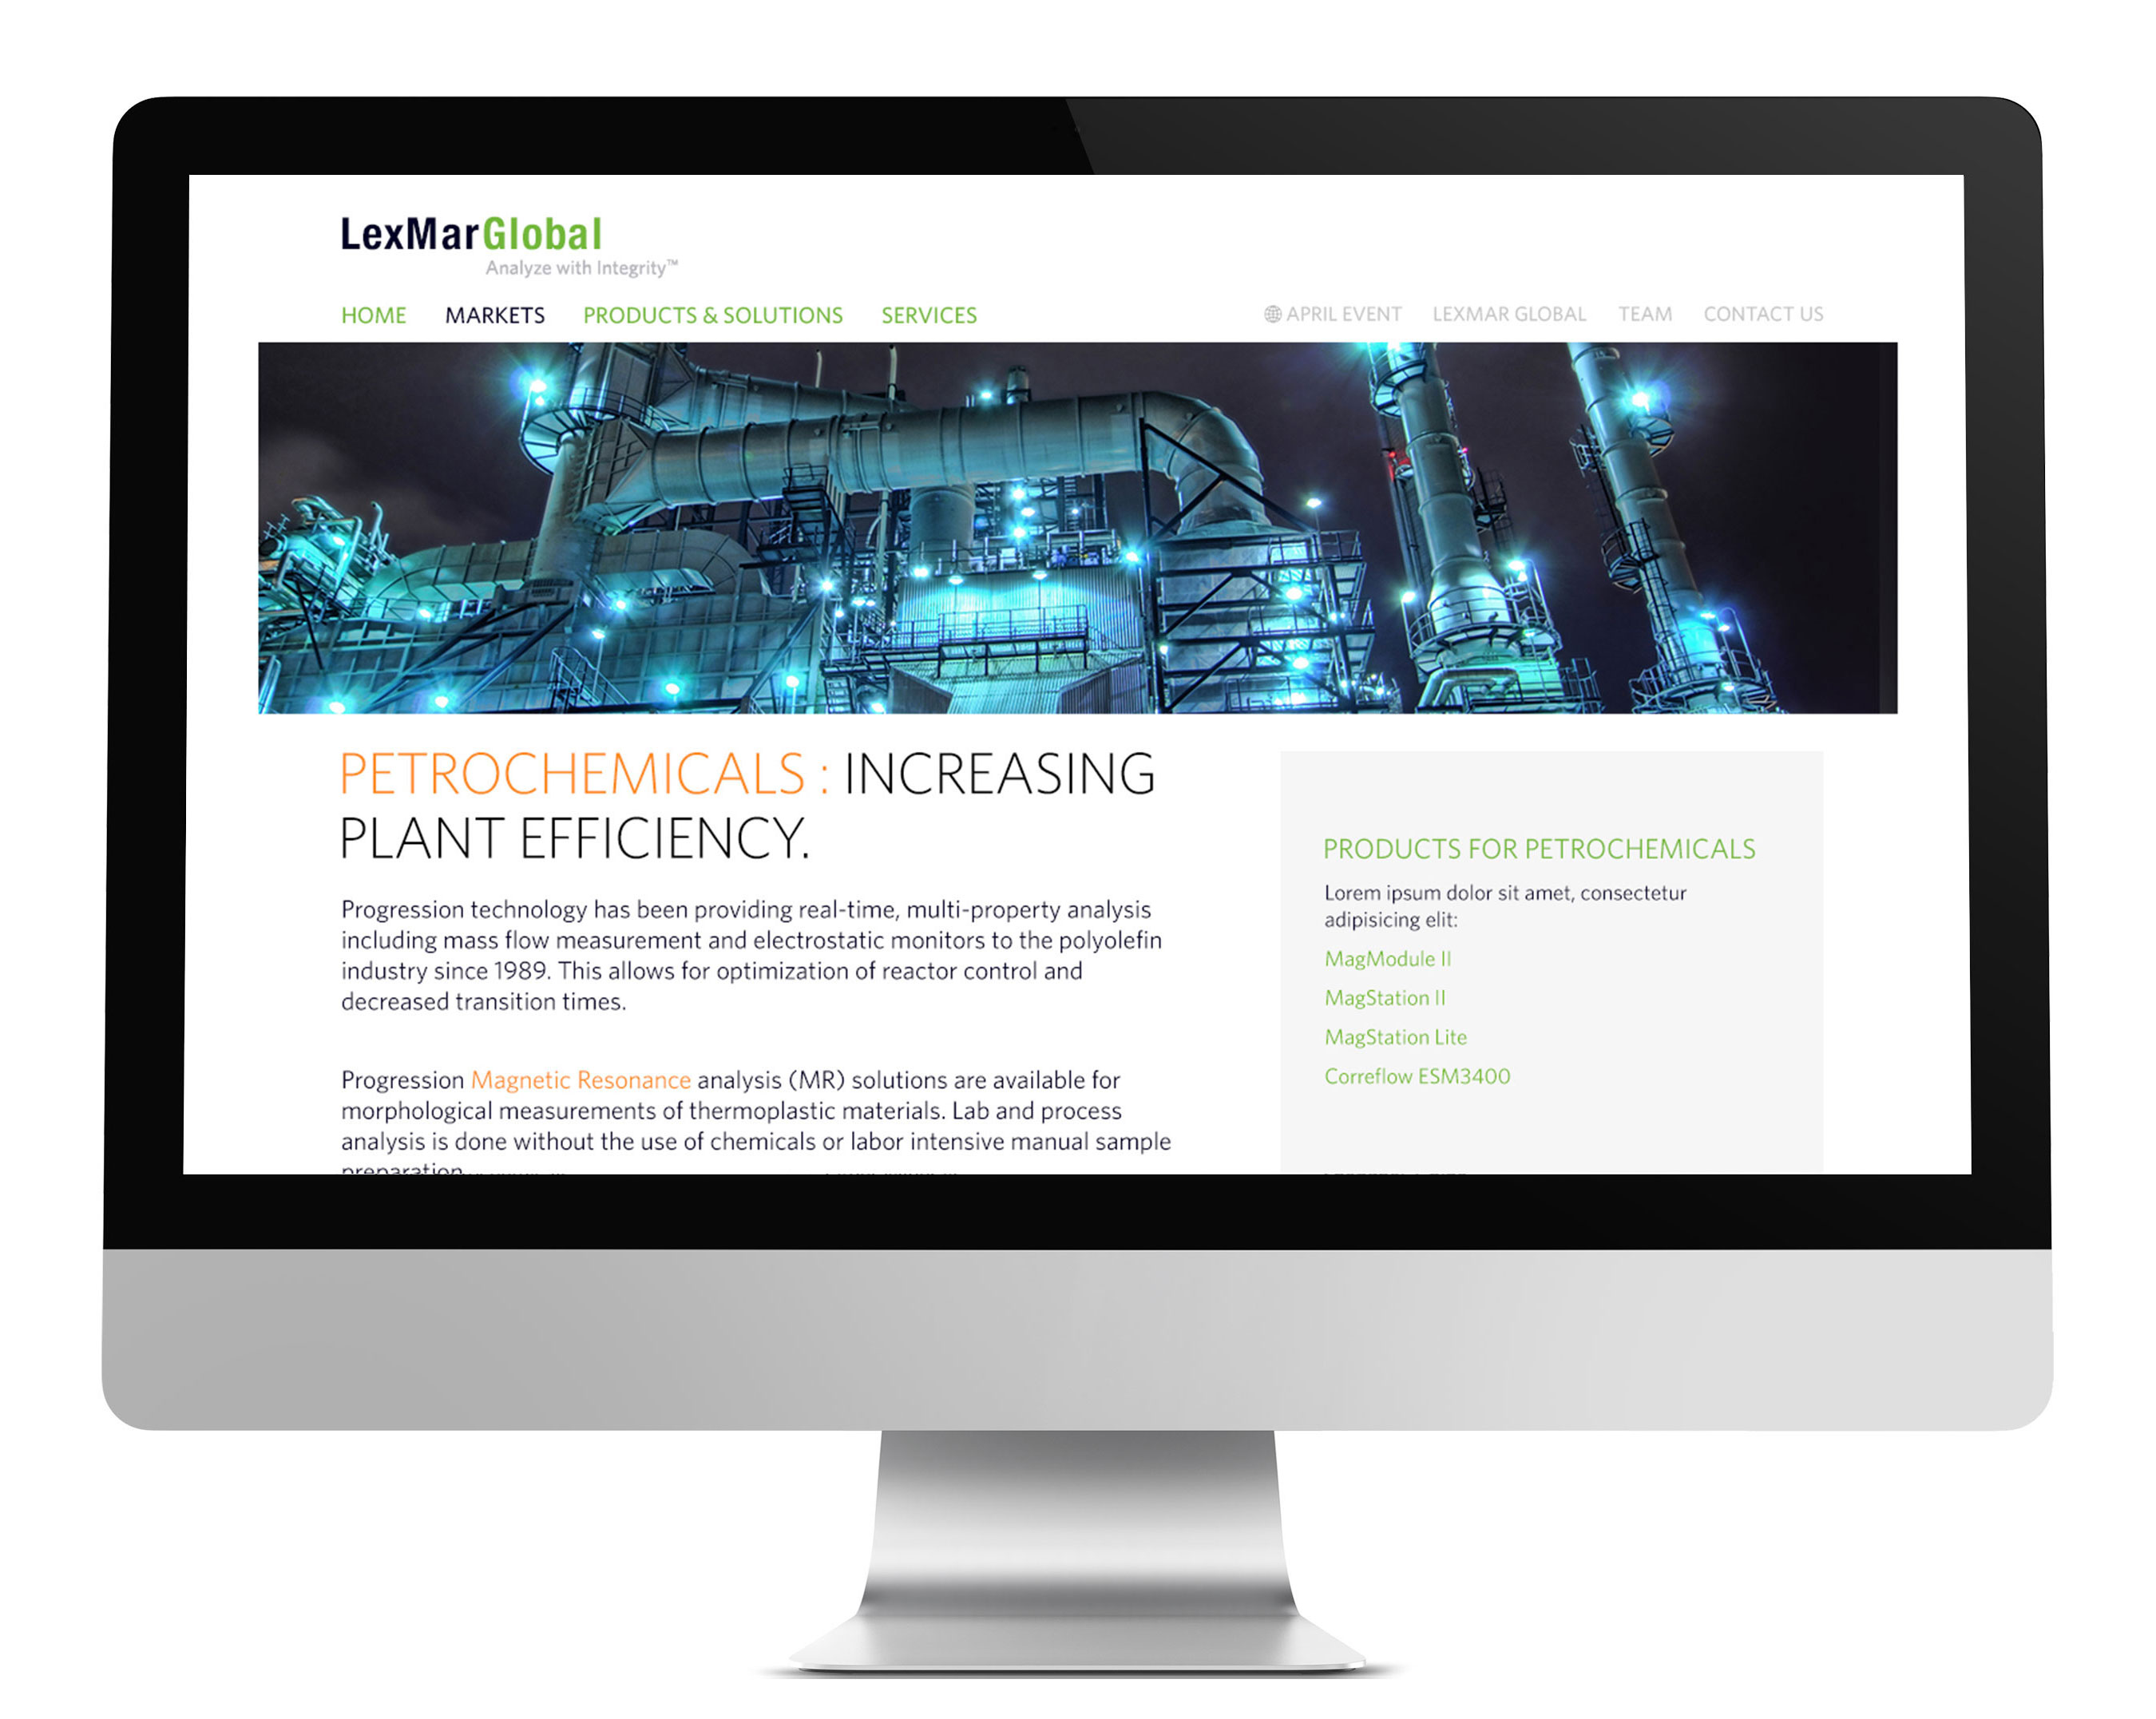 LexMarGlobal
Analyze with Integrity™
HOME MARKETS PRODUCTS & SOLUTIONS SERVICES
APRIL EVENT LEXMAR GLOBAL TEAM CONTACT US
PETROCHEMICALS : INCREASING
PLANT EFFICIENCY.
Progression technology has been providing real-time, multi-property analysis
including mass flow measurement and electrostatic monitors to the polyolefin
industry since 1989. This allows for optimization of reactor control and
decreased transition times.
Progression Magnetic Resonance analysis (MR) solutions are available for
morphological measurements of thermoplastic materials. Lab and process
analysis is done without the use of chemicals or labor intensive manual sample
preparation
PRODUCTS FOR PETROCHEMICALS
Lorem ipsum dolor sit amet, consectetur
adipisicing elit:
MagModule II
MagStation II
MagStation Lite
Correflow ESM3400